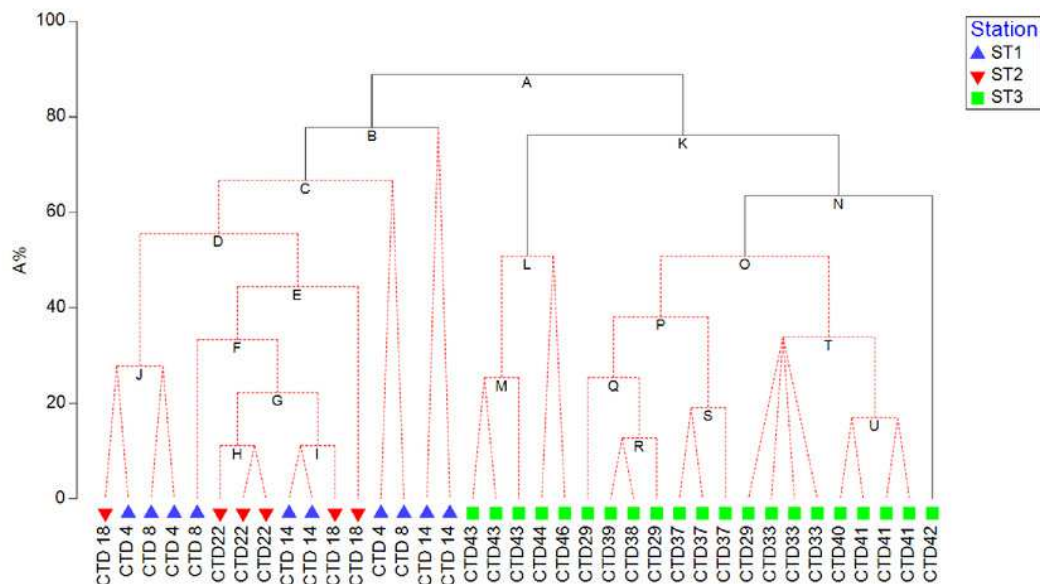 100
80
60
40
20
0
A%
Station
ST1
ST2
ST3
A
B
K
C
N
D
L
O
E
P
F
T
J
M
Q
G
S
U
H
I
R
CTD 18
CTD 4
CTD 8
CTD 4
CTD 8
CTD22
CTD22
CTD22
CTD 14
CTD 14
CTD 18
CTD 18
CTD 4
CTD 8
CTD 14
CTD 14
CTD43
CTD43
CTD43
CTD44
CTD46
CTD29
CTD39
CTD38
CTD29
CTD37
CTD37
CTD37
CTD29
CTD33
CTD33
CTD33
CTD40
CTD41
CTD41
CTD41
CTD42